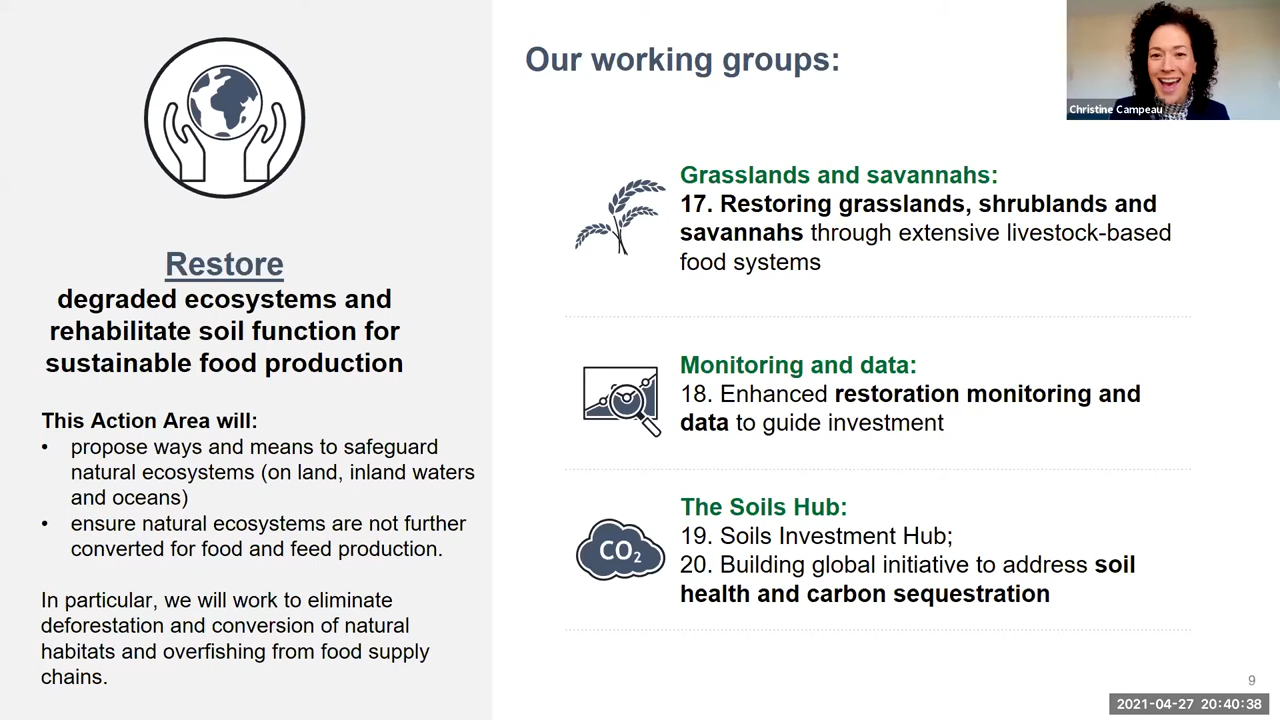 Restore
degraded ecosystems and
rehabilitate soil function for
sustainable food production
This Action Area will:
• propose ways and means to safeguard
natural ecosystems (on land, inland waters
and oceans)
• ensure natural ecosystems are not further
converted for food and feed production.
In particular, we will work to eliminate
deforestation and conversion of natural
habitats and overfishing from food supply
chains.
Our working groups:
Christine Campeau
Grasslands and savannahs:
17. Restoring grasslands, shrublands and
savannahs through extensive livestock-based
food systems
Monitoring and data:
18. Enhanced restoration monitoring and
data to guide investment
The Soils Hub:
CO₂
19. Soils Investment Hub;
20. Building global initiative to address soil
health and carbon sequestration
9
2021-04-27 20:40:38